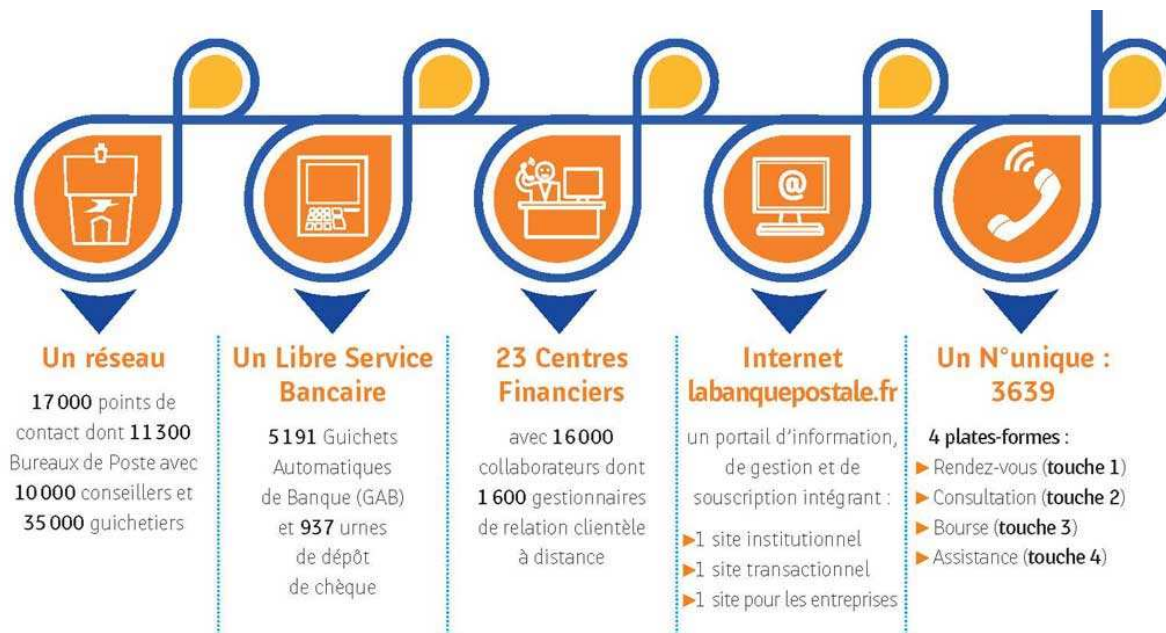 @
Un réseau
17 000 points de
contact dont 11 300
Bureaux de Poste avec
10 000 conseillers et
35 000 guichetiers
Un Libre Service
Bancaire
5 191 Guichets
Automatiques
de Banque (GAB)
et 937 urnes
de dépôt
de chèque
23 Centres
Financiers
avec 16 000
collaborateurs dont
1 600 gestionnaires
de relation clientèle
à distance
Internet
labanquepostale.fr
un portail d'information,
de gestion et de
souscription intégrant :
►1 site institutionnel
►1 site transactionnel
►1 site pour les entreprises
Un N°unique :
3639
4 plates-formes :
► Rendez-vous (touche 1)
► Consultation (touche 2)
► Bourse (touche 3)
► Assistance (touche 4)